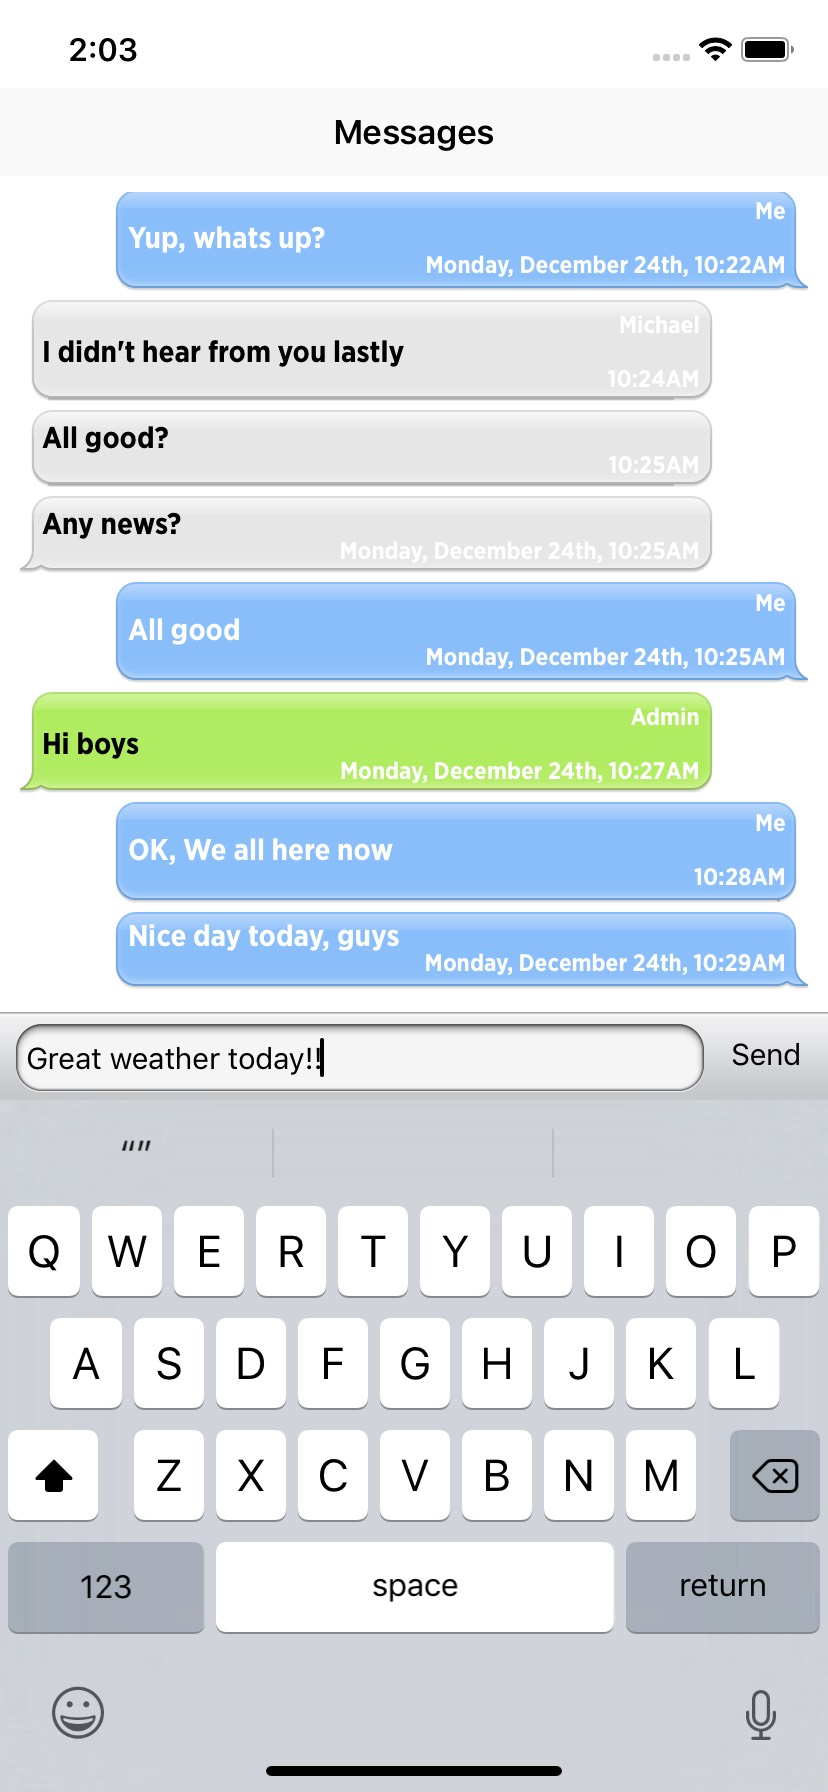 2:03
Messages
Me
Yup, whats up?
Monday, December 24th, 10:22AM
Michael
I didn't hear from you lastly
10:24AM
All good?
10:25AM
Any news?
Monday, December 24th, 10:25AM
Me
All good
Monday, December 24th, 10:25AM
Admin
Hi boys
Monday, December 24th, 10:27AM
Me
OK, We all here now
10:28AM
Nice day today, guys
Monday, December 24th, 10:29AM
Great weather today!! Send
“”
Q W E R T Y U I O P
A S D F G H J K L
Z X C V B N M
123 space return